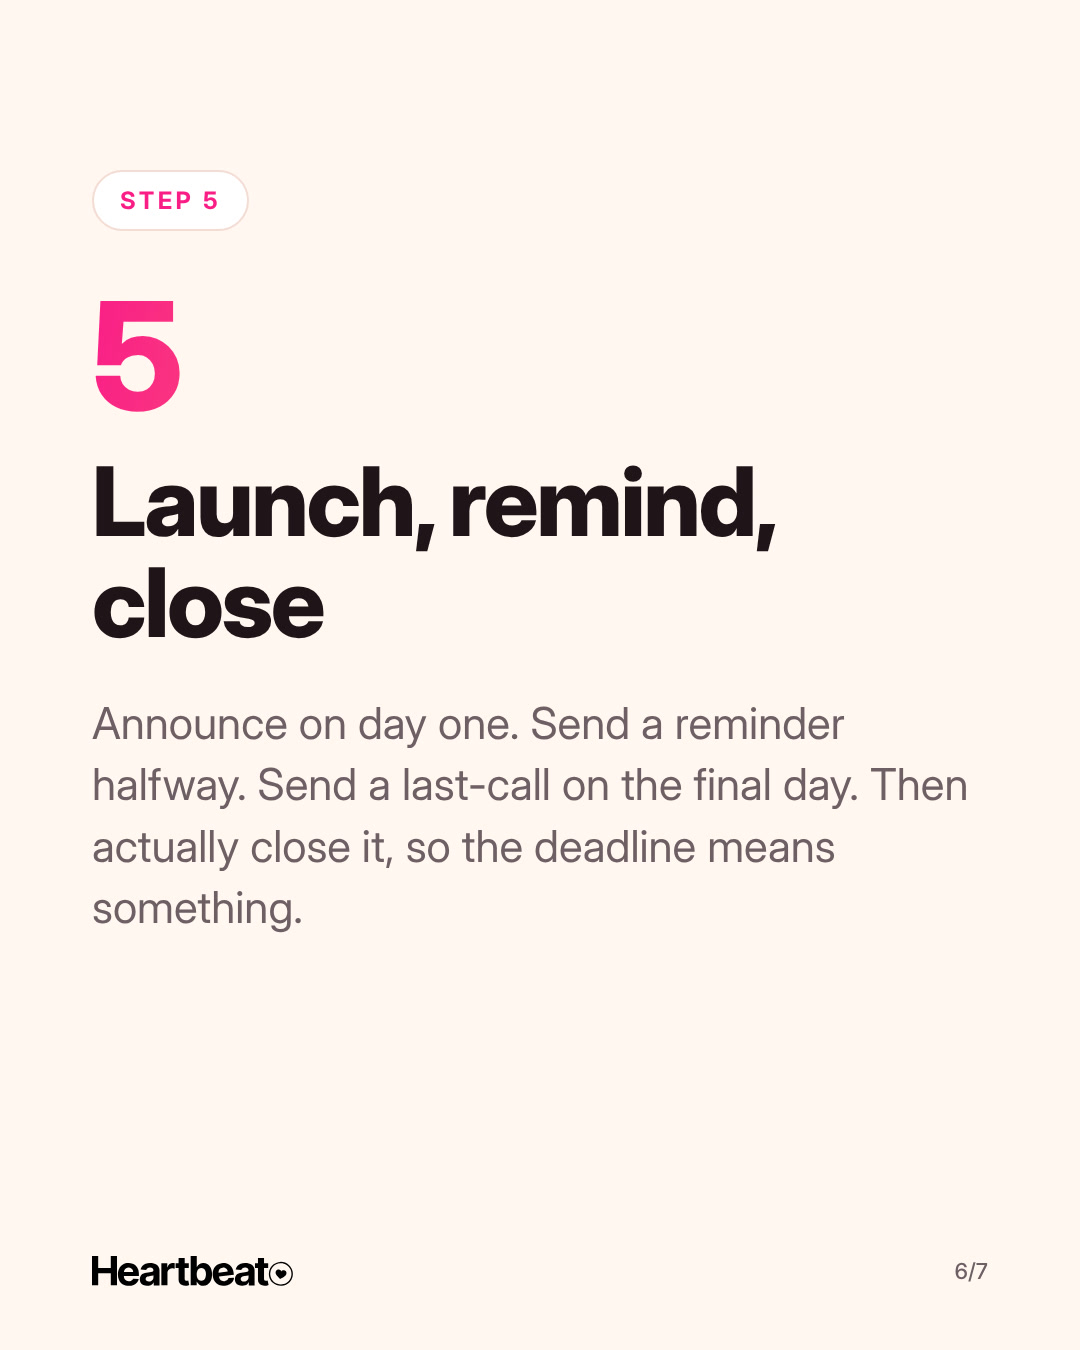 STEP 5
5
Launch, remind,
close
Announce on day one. Send a reminder
halfway. Send a last-call on the final day. Then
actually close it, so the deadline means
something.
Heartbeat
6/7